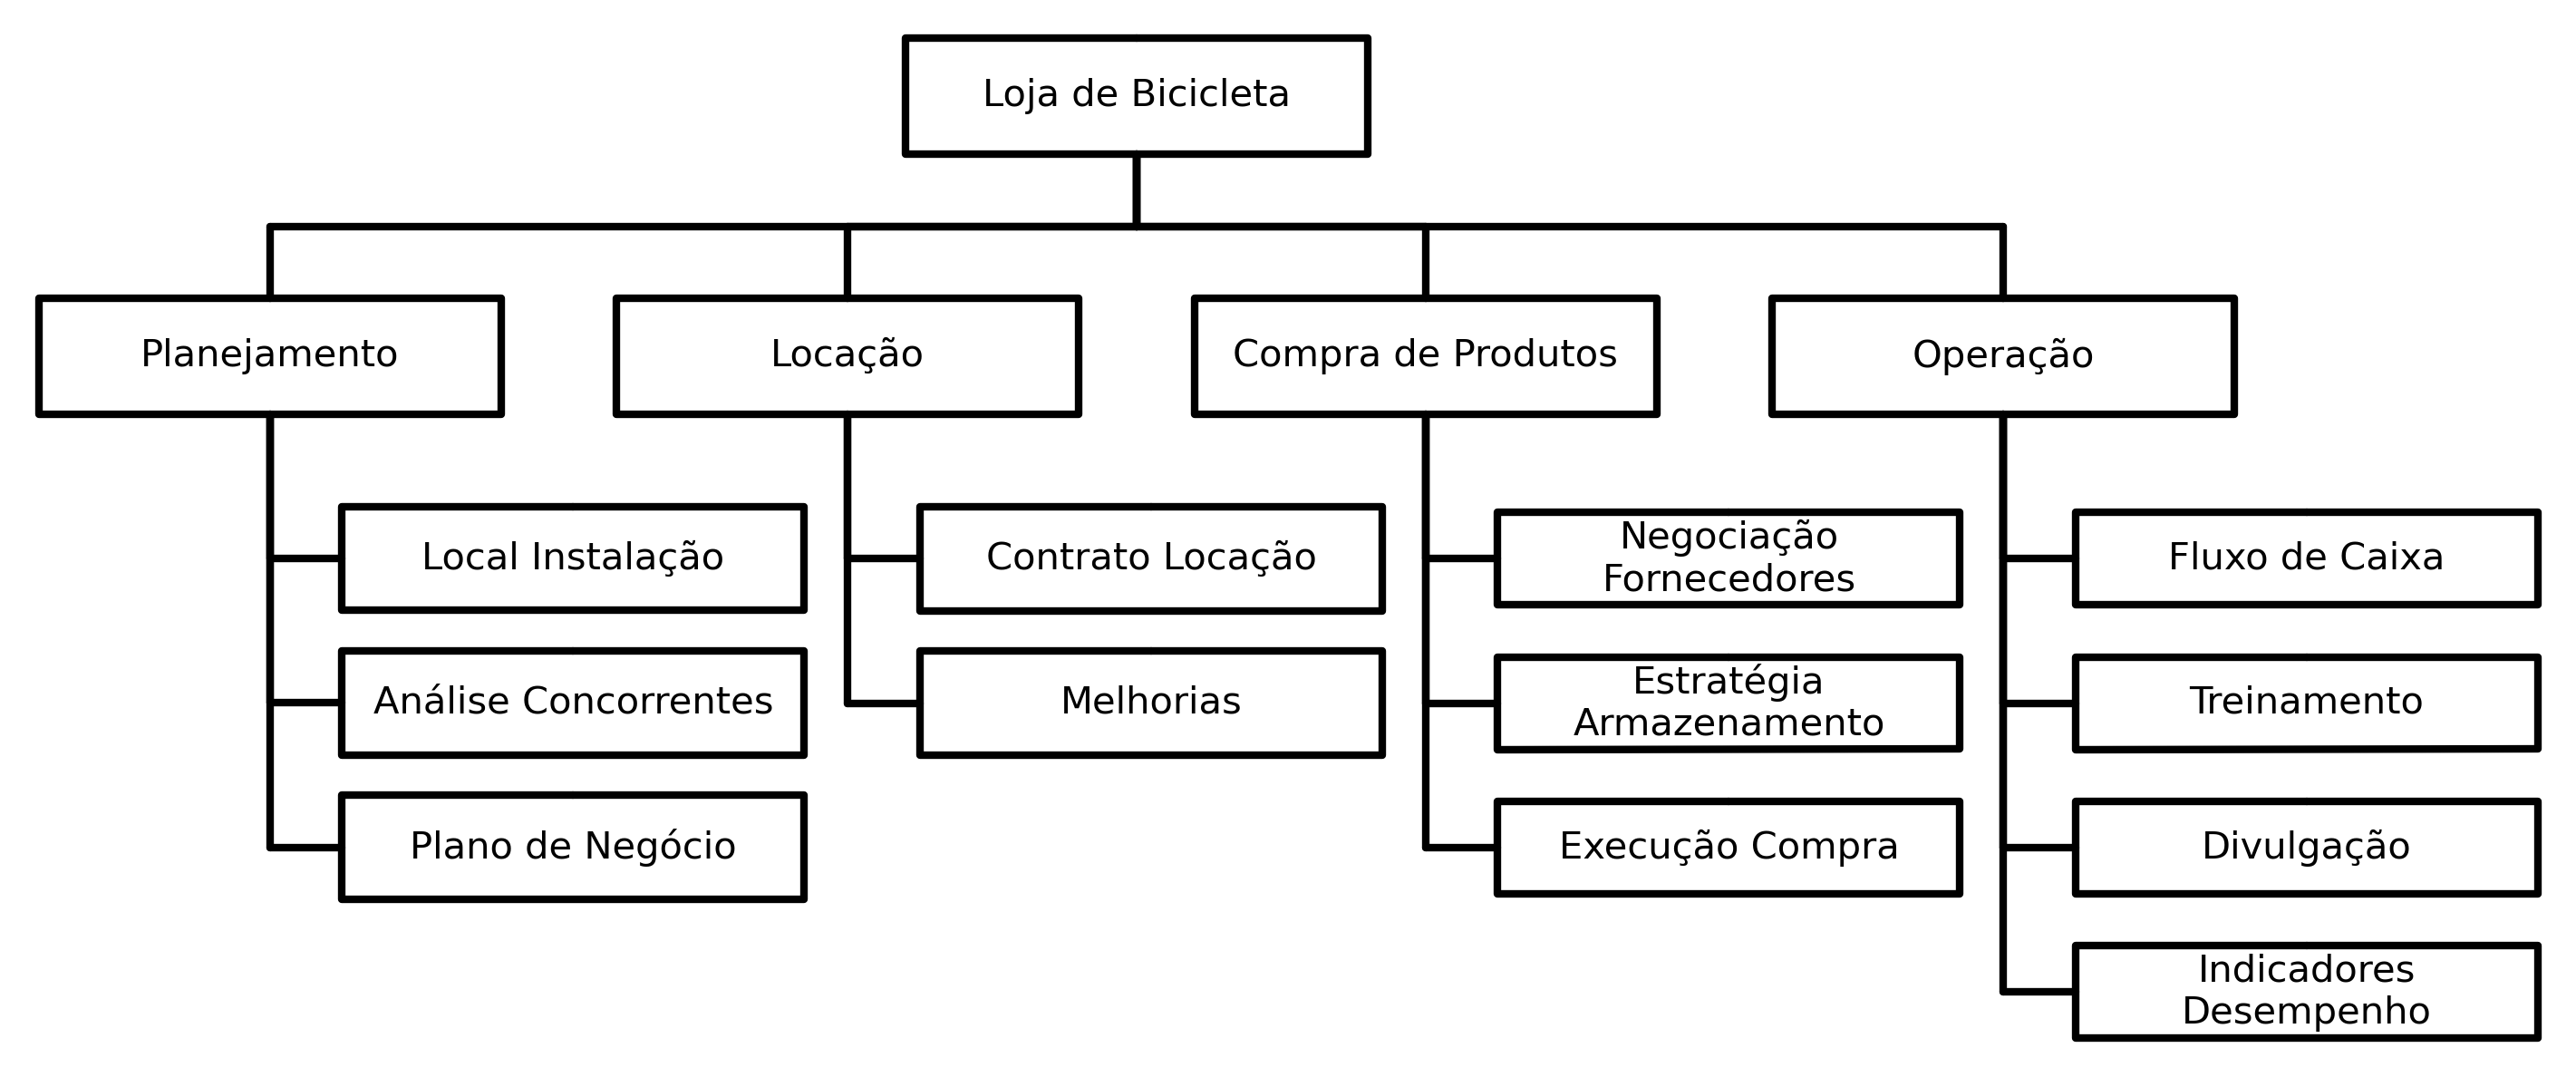 Loja de Bicicleta
Planejamento
Locação
Compra de Produtos
Operação
Local Instalação
Análise Concorrentes
Plano de Negócio
Contrato Locação
Melhorias
Negociação
Fornecedores
Estratégia
Armazenamento
Execução Compra
Fluxo de Caixa
Treinamento
Divulgação
Indicadores
Desempenho